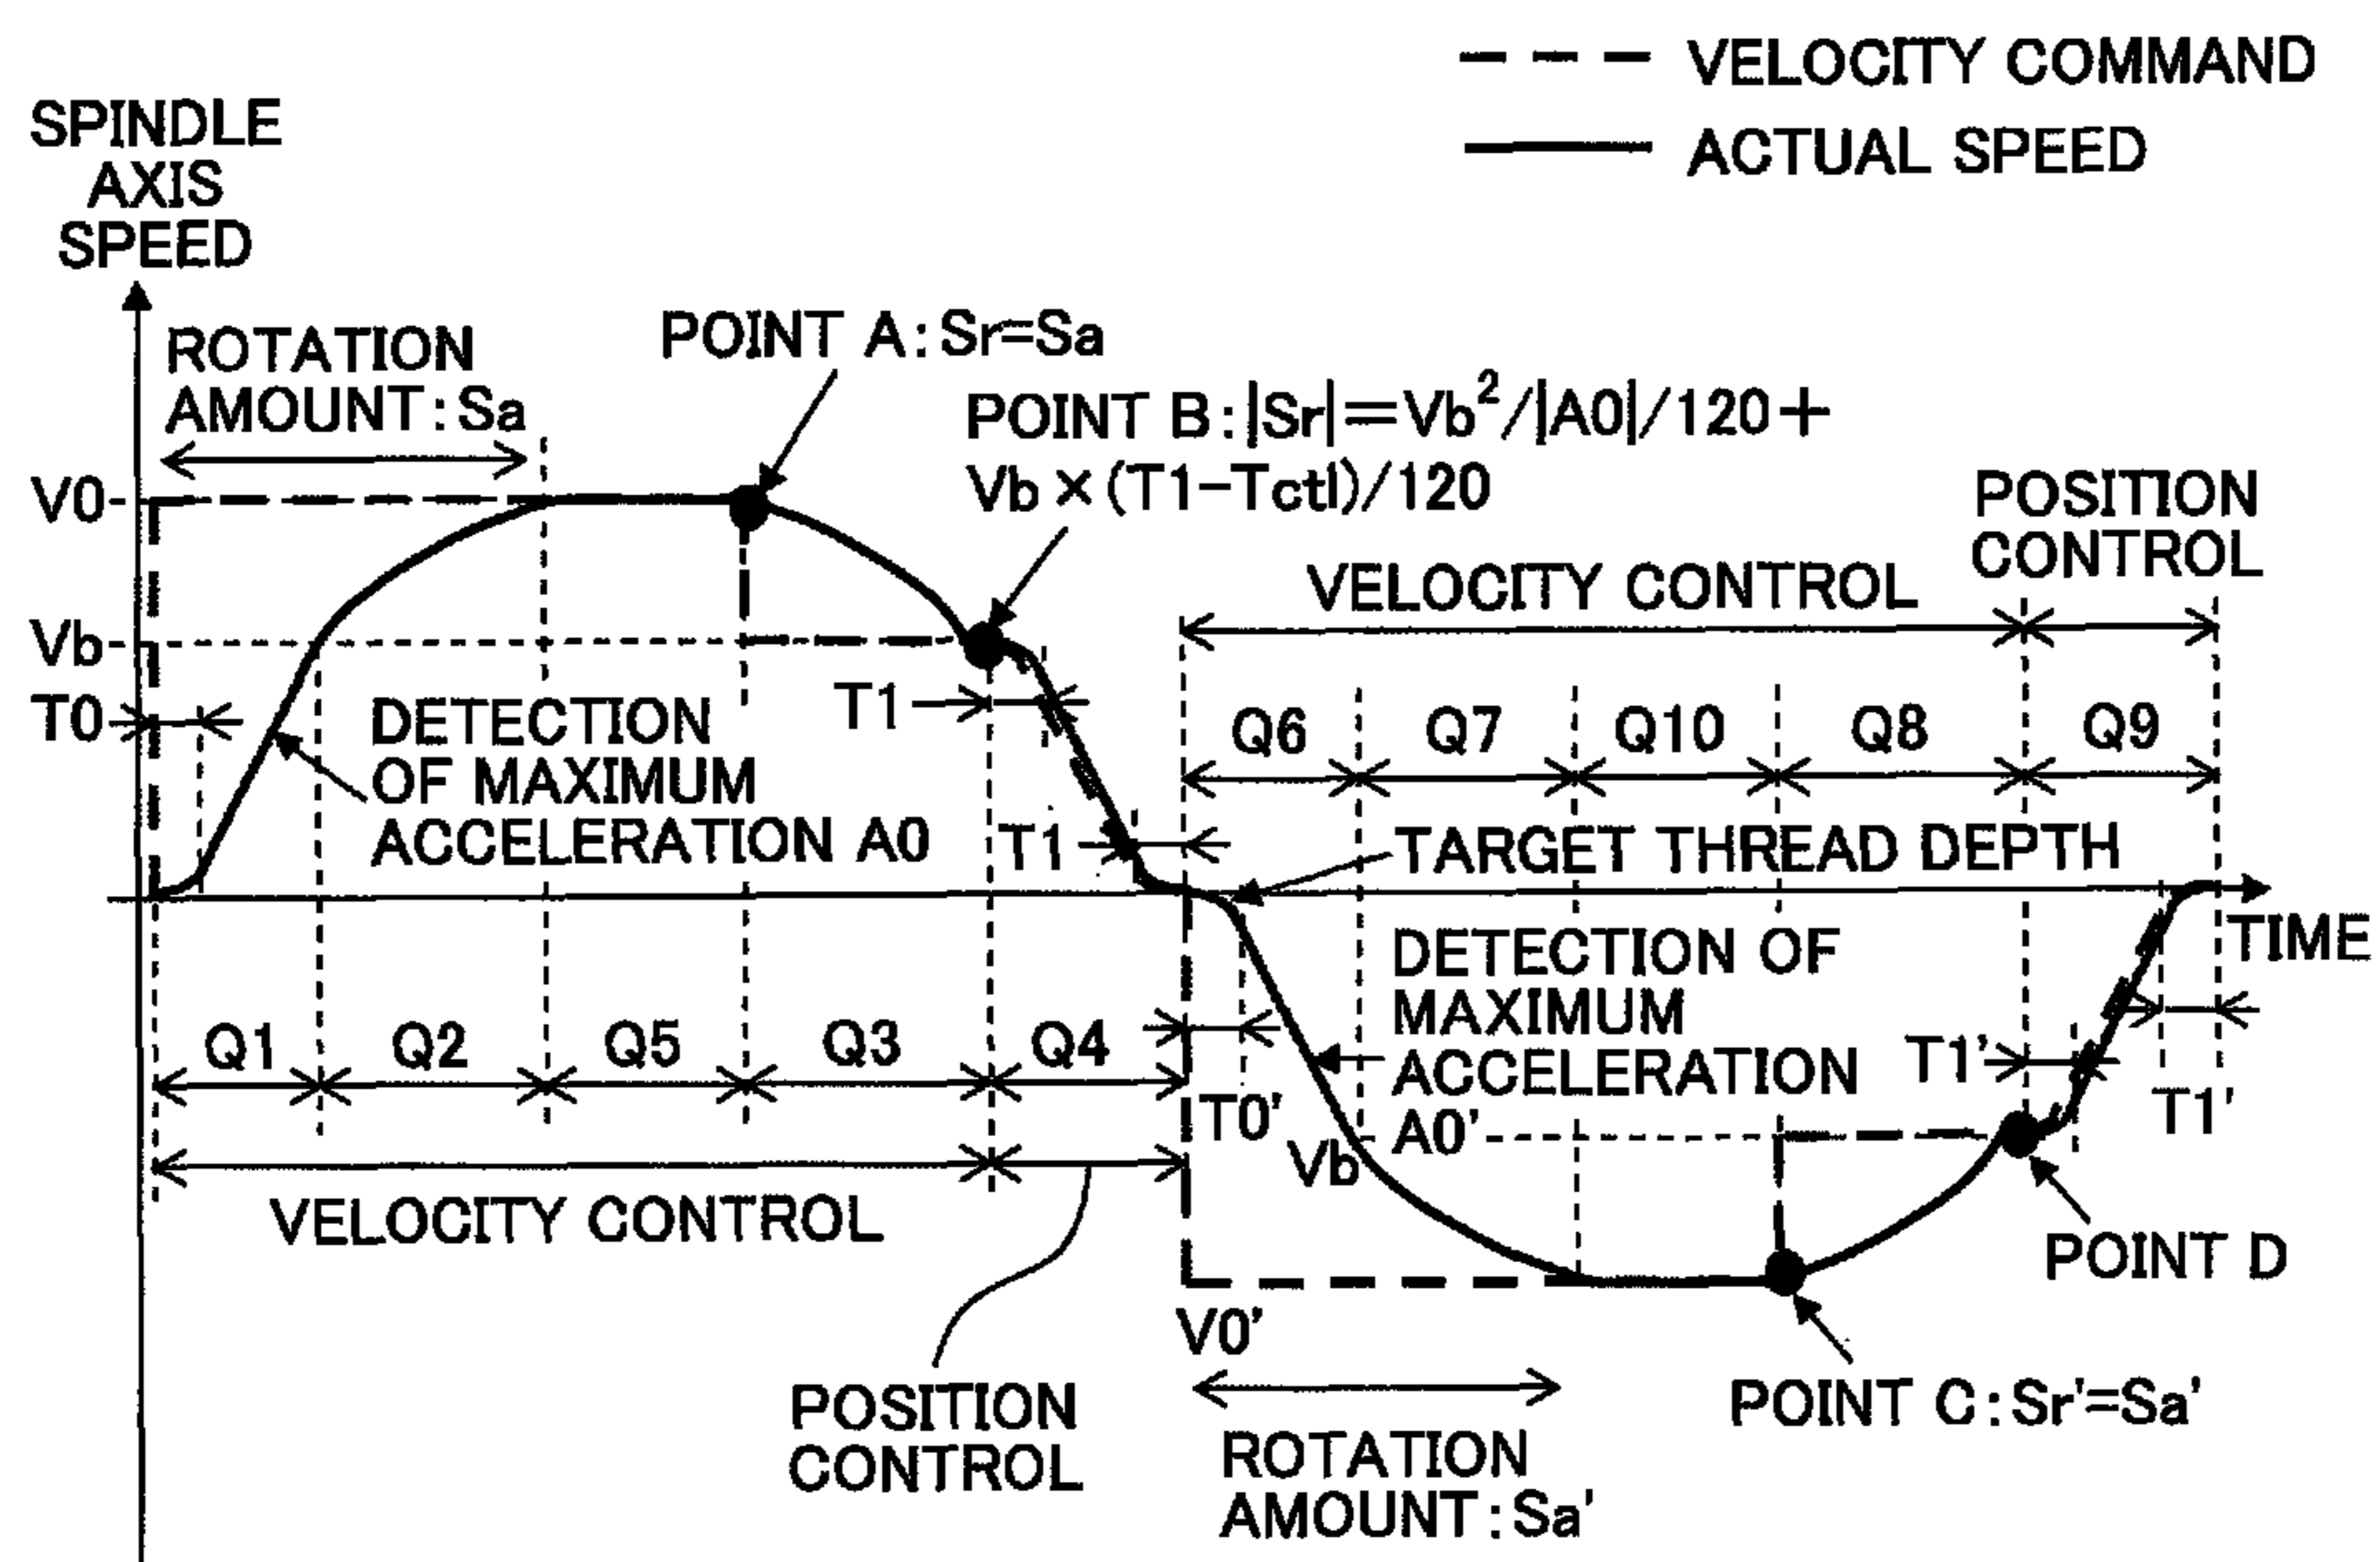 VELOCITY COMMAND
ACTUAL SPEED
SPINDLE
AXIS
SPEED
ROTATION
AMOUNT:Sa
POINT A:Sr=Sa
POINT B:|Sr|=Vb²/|A0|/120+
Vb×(T1-Tctl)/120
POSITION
CONTROL
VELOCITY CONTROL
V0
Vb
T0
DETECTION
OF MAXIMUM
ACCELERATION A0
T1
T1
Q6
Q7
Q10
Q8
Q9
TARGET THREAD DEPTH
TIME
DETECTION OF
MAXIMUM
ACCELERATION
A0'
Q1
Q2
Q5
Q3
Q4
T0'
Vb
T1'
T1'
VELOCITY CONTROL
POINT D
V0'
POSITION
CONTROL
POINT C:Sr'=Sa'
ROTATION
AMOUNT:Sa'